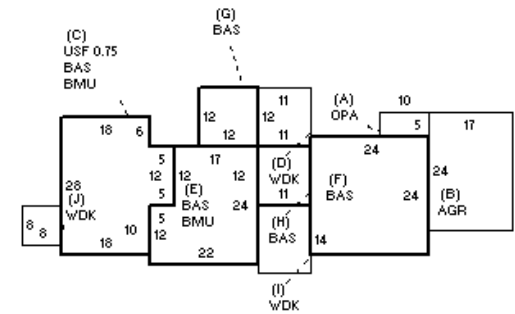 (G)
BAS
(C)
USF 0.75
BAS
BMU
(A)
OPA
10
11
12
12
12
11
5
17
18
6
24
5
17
12
12
12
(D)
WDK
24
28
(J)
WDK
5
(E)
BAS
BMU
24
11
(F)
BAS
24
(B)
AGR
8
8
5
10
12
(H)
BAS
18
22
14
(I)
WDK